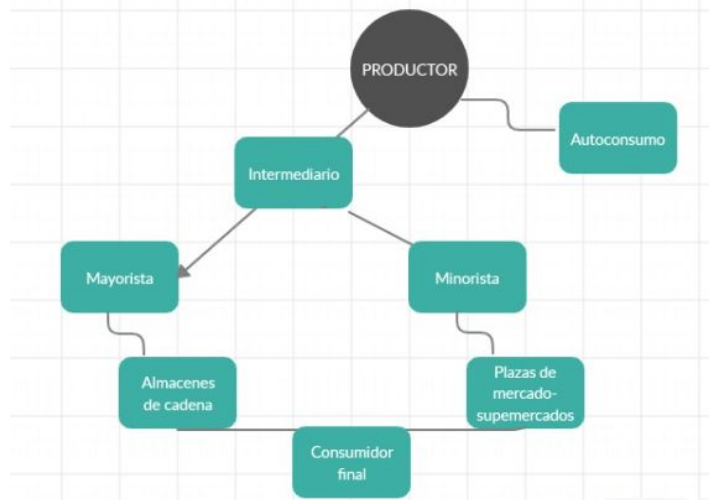 PRODUCTOR
Autoconsumo
Intermediario
Mayorista
Minorista
Almacenes
de cadena
Plazas de
mercado-
supemercados
Consumidor
final